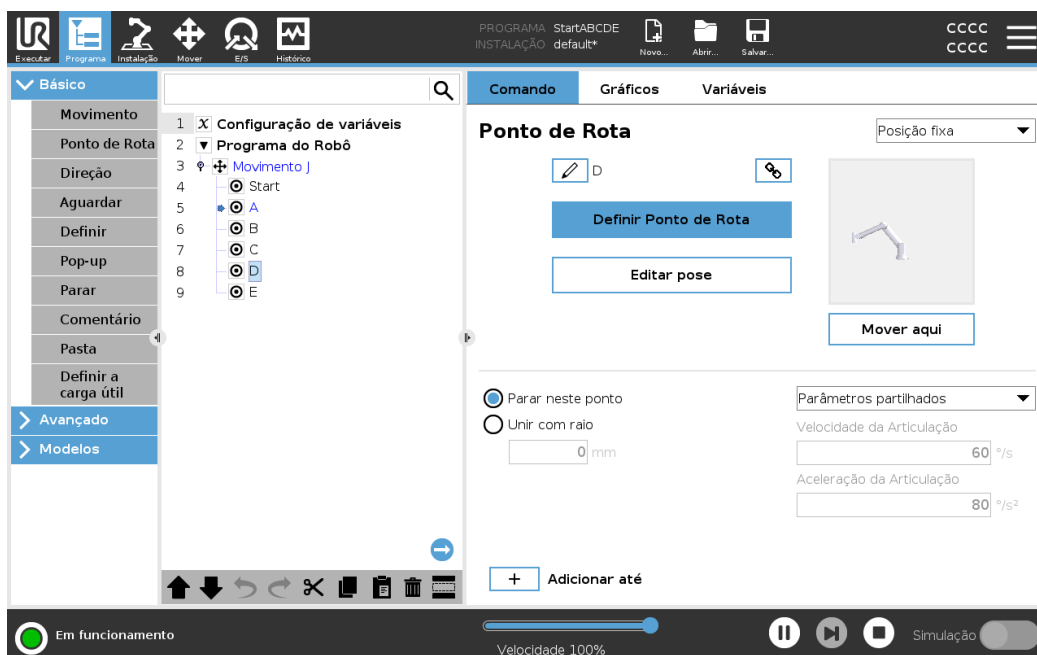 UR
PROGRAMA StartABCDE
INSTALAÇÃO default*
CCCC
CCCC
Executar Programa Instalação Mover E/S Histórico Novo... Abrir... Salvar...
Básico
Movimento
Ponto de Rota
Direção
Aguardar
Definir
Pop-up
Parar
Comentário
Pasta
Definir a
carga útil
Avançado
Modelos
1 X Configuração de variáveis
2 Programa do Robô
3 Movimento J
4 Start
5 A
6 B
7 C
8 D
9 E
Comando Gráficos Variáveis
Ponto de Rota
Posição fixa
D
Definir Ponto de Rota
Editar pose
Mover aqui
Parar neste ponto
Unir com raio
0 mm
Parâmetros partilhados
Velocidade da Articulação
60 °/s
Aceleração da Articulação
80 °/s²
+ Adicionar até
Em funcionamento
Velocidade 100%
Simulação